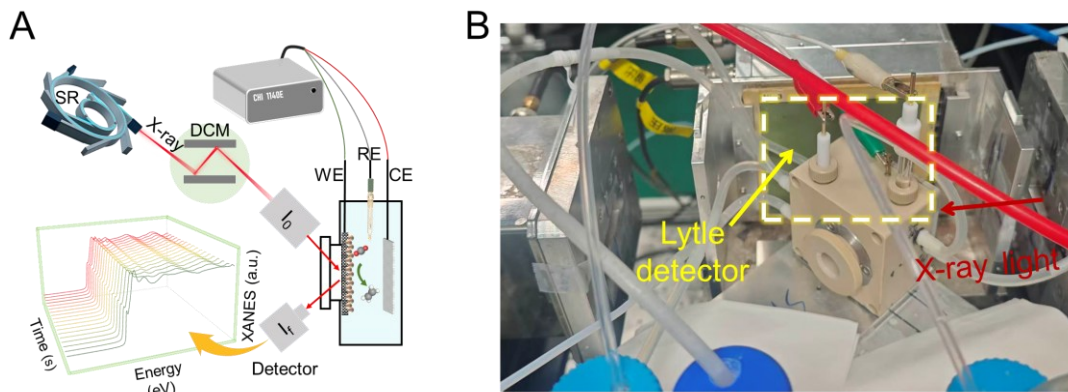 A
SR
X-ray
DCM
CHI 1140E
WE
RE
CE
I0
If
Detector
XANES (a.u.)
Time (s)
Energy
(eV)
B
Lytle
detector
X-ray light